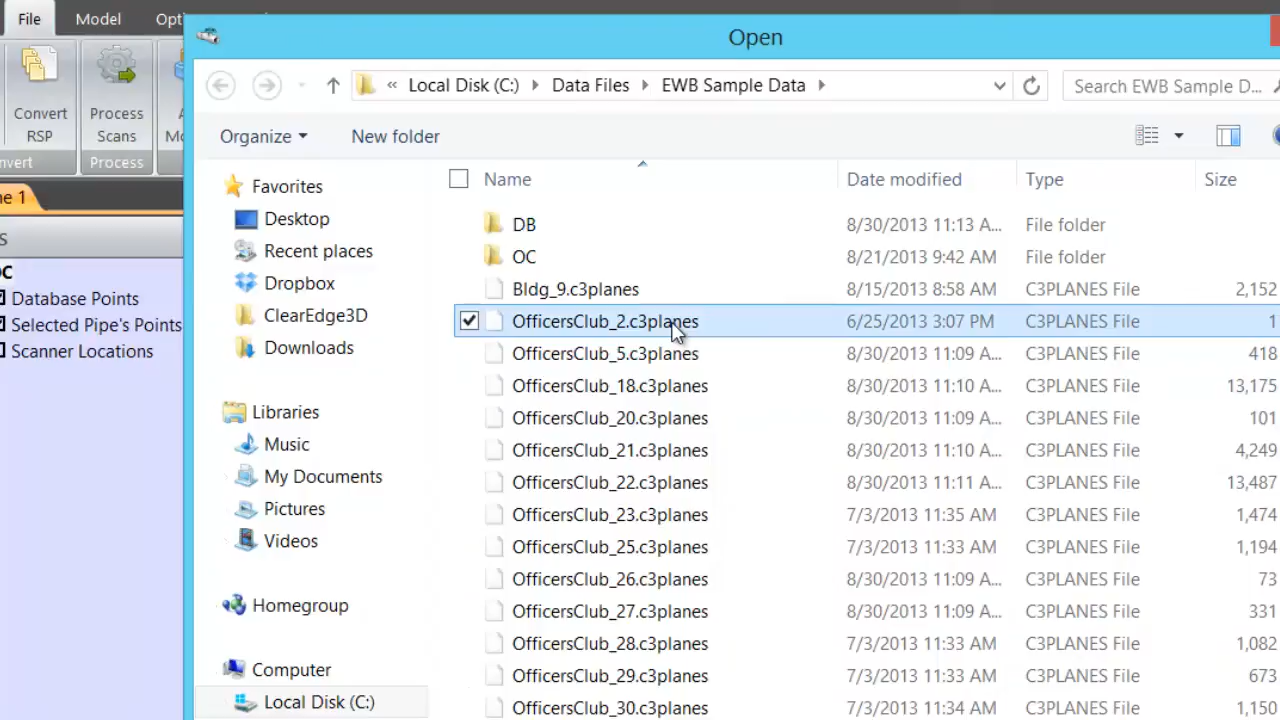 File Model Opt
Open
Convert RSP
Process Scans
nvert
Process
ne 1
Database Points
Selected Pipe's Points
Scanner Locations
« Local Disk (C:) Data Files EWB Sample Data
Search EWB Sample D...
Organize New folder
Favorites
Desktop
Recent places
Dropbox
ClearEdge3D
Downloads
Libraries
Music
My Documents
Pictures
Videos
Homegroup
Computer
Local Disk (C:)
Name Date modified Type Size
DB 8/30/2013 11:13 A... File folder
OC 8/21/2013 9:42 AM File folder
Bldg_9.c3planes 8/15/2013 8:58 AM C3PLANES File 2,152
OfficersClub_2.c3planes 6/25/2013 3:07 PM C3PLANES File 1
OfficersClub_5.c3planes 8/30/2013 11:09 A... C3PLANES File 418
OfficersClub_18.c3planes 8/30/2013 11:10 A... C3PLANES File 13,175
OfficersClub_20.c3planes 8/30/2013 11:09 A... C3PLANES File 101
OfficersClub_21.c3planes 8/30/2013 11:10 A... C3PLANES File 4,249
OfficersClub_22.c3planes 8/30/2013 11:11 A... C3PLANES File 13,487
OfficersClub_23.c3planes 7/3/2013 11:35 AM C3PLANES File 1,474
OfficersClub_25.c3planes 7/3/2013 11:33 AM C3PLANES File 1,194
OfficersClub_26.c3planes 8/30/2013 11:09 A... C3PLANES File 73
OfficersClub_27.c3planes 8/30/2013 11:09 A... C3PLANES File 331
OfficersClub_28.c3planes 7/3/2013 11:33 AM C3PLANES File 1,082
OfficersClub_29.c3planes 7/3/2013 11:33 AM C3PLANES File 673
OfficersClub_30.c3planes 7/3/2013 11:34 AM C3PLANES File 1,150